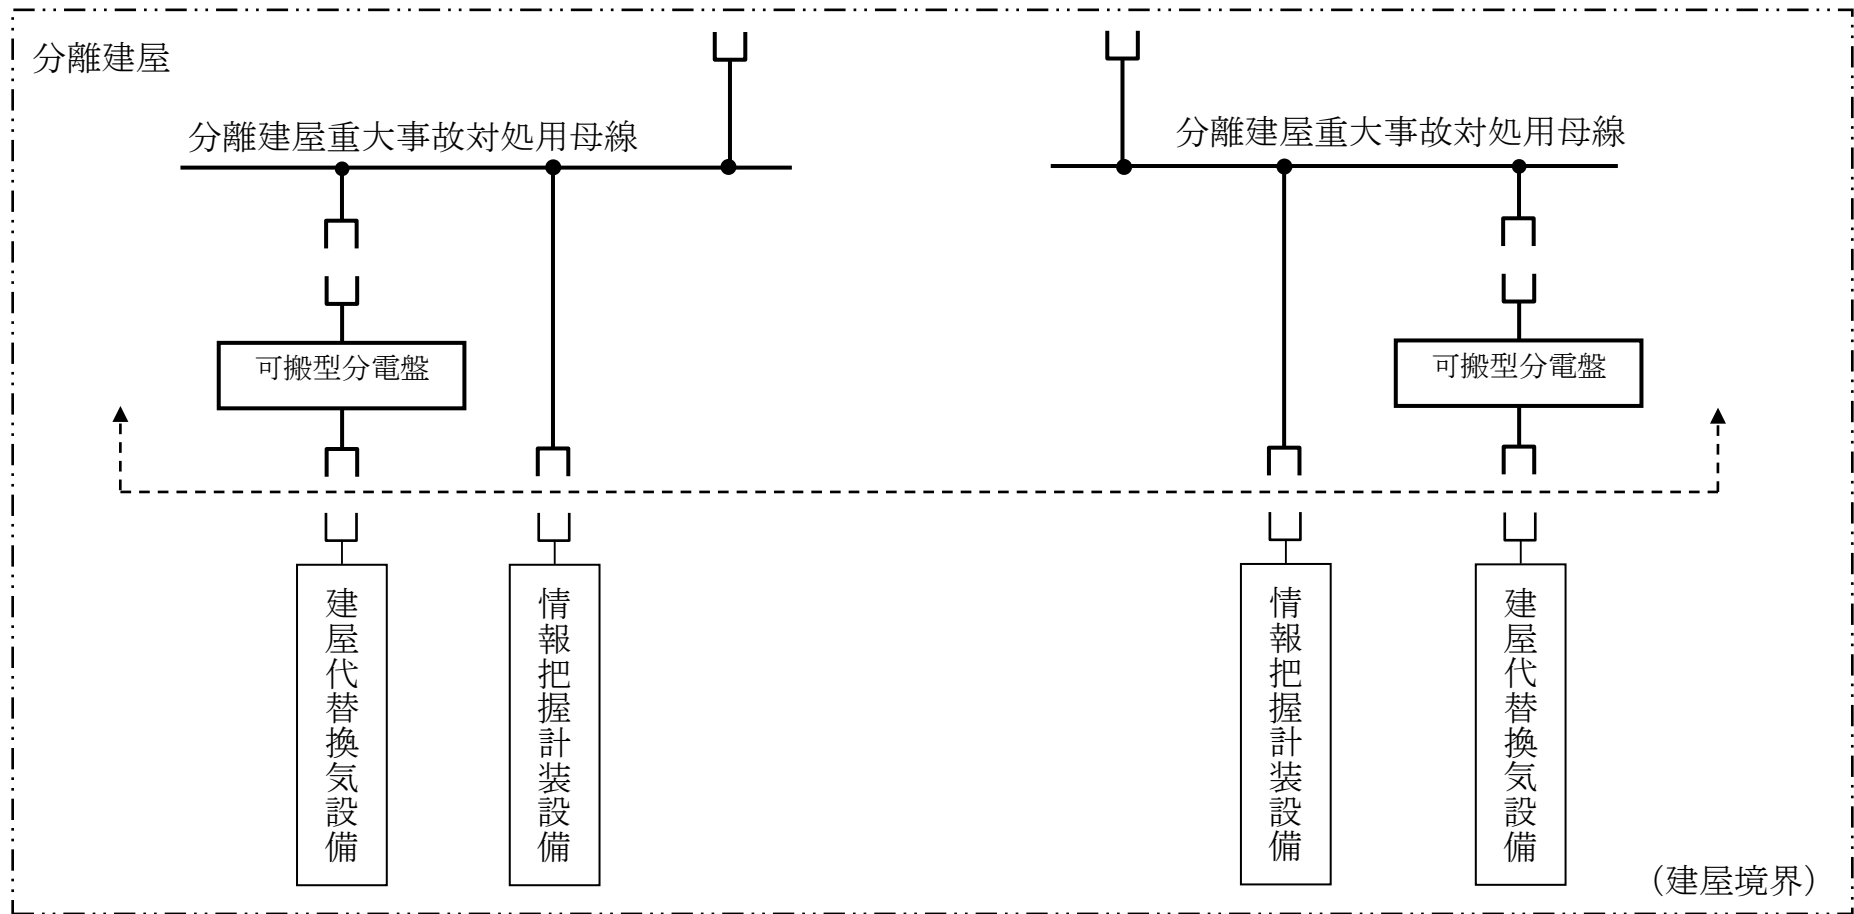 分離建屋
分離建屋重大事故対処用母線
分離建屋重大事故対処用母線
可搬型分電盤
可搬型分電盤
建屋代替換気設備
情報把握計装設備
情報把握計装設備
建屋代替換気設備
（建屋境界）